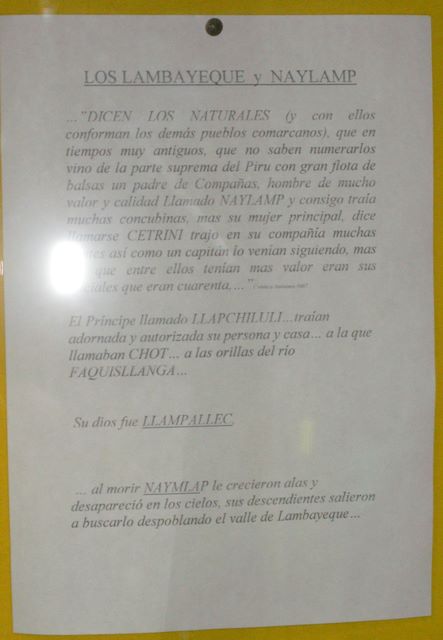 LOS LAMBAYEQUE y NAYLAMP
…"DICEN LOS NATURALES (y con ellos
conforman los demás pueblos comarcanos), que en
tiempos muy antiguos, que no saben numerarlos
vino de la parte suprema del Piru con gran flota de
balsas un padre de Compañas, hombre de mucho
valor y calidad Llamado NAYLAMP y consigo traía
muchas concubinas, mas su mujer principal, dice
llamarse CETRINI trajo en su compañía muchas
así como un capitán lo venían siguiendo, mas
que entre ellos tenían mas valor eran sus
que eran cuarenta,…"
El Príncipe llamado LLAPCHILULI…traían
adornada y autorizada su persona y casa… a la que
llamaban CHOT… a las orillas del río
FAQUISLLANGA…
Su dios fue LLAMPALLEC.
… al morir NAYMLAP le crecieron alas y
desapareció en los cielos, sus descendientes salieron
a buscarlo despoblando el valle de Lambayeque…